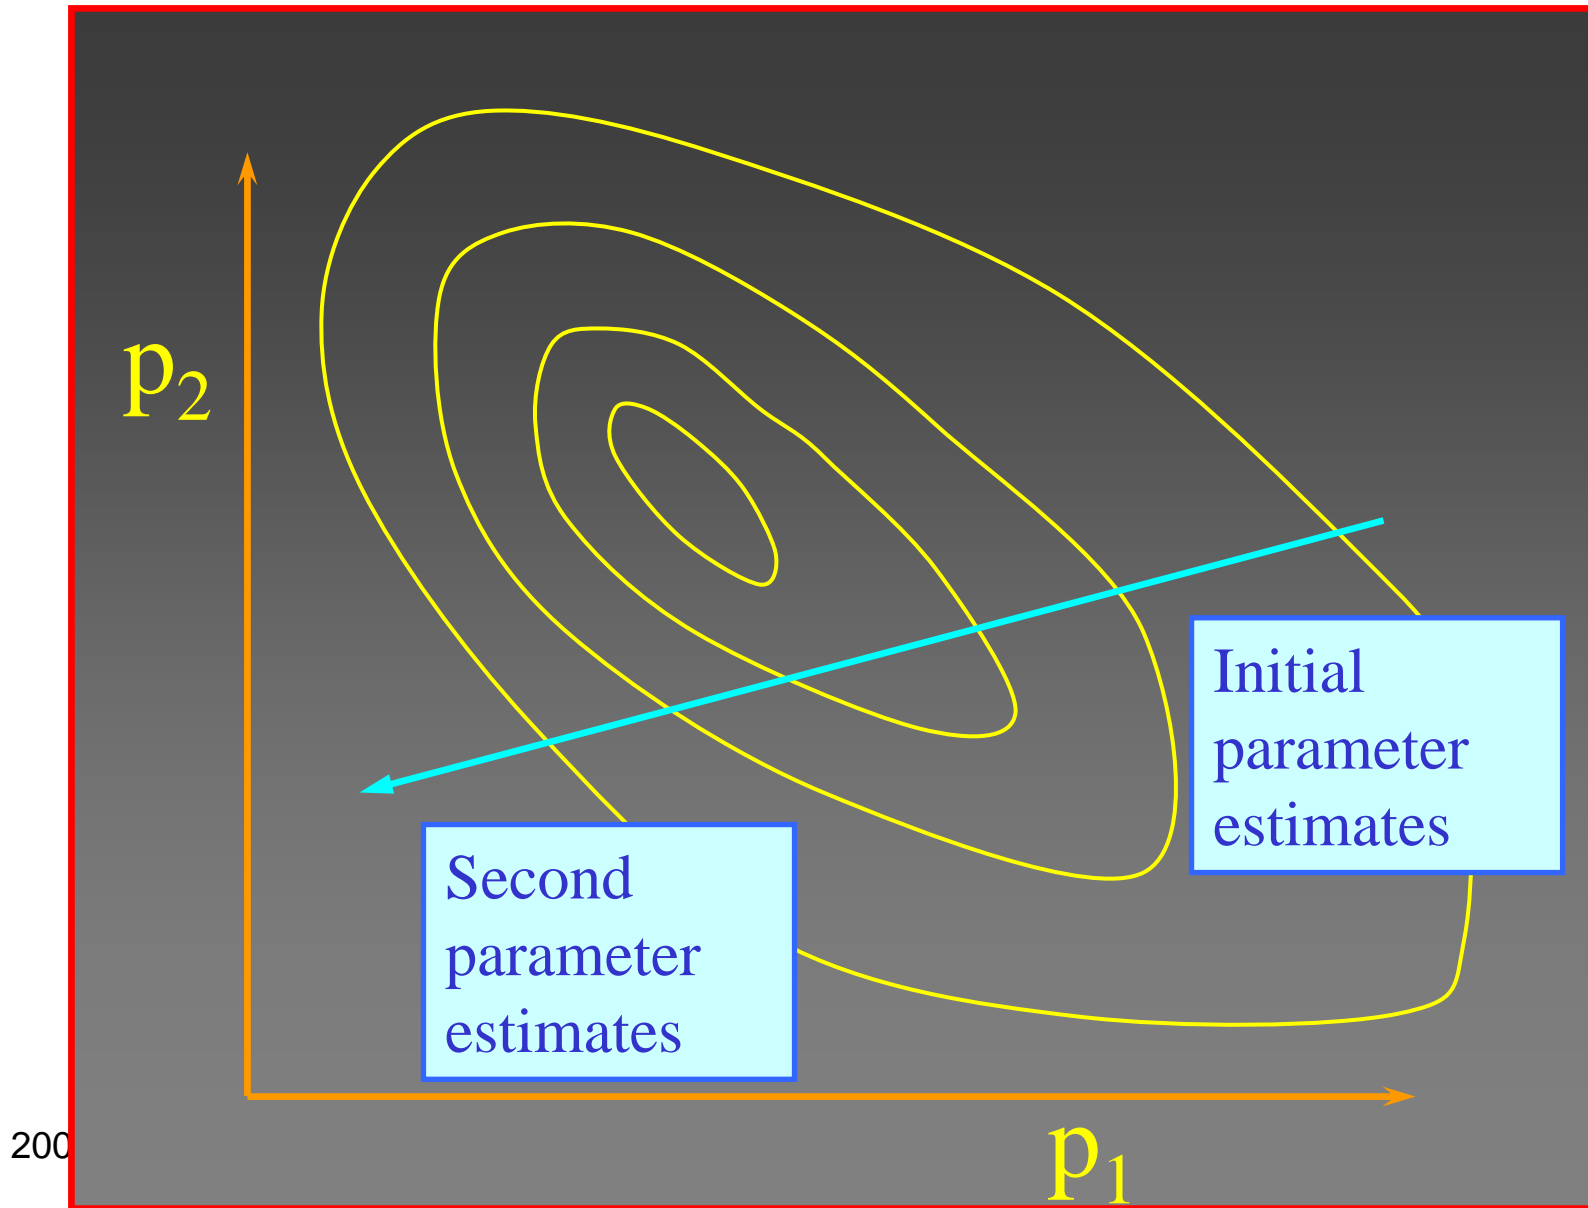 p₂
Initial
parameter
estimates
Second
parameter
estimates
200
p₁